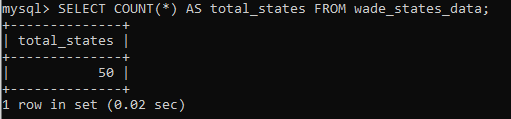 mysql> SELECT COUNT(*) AS total_states FROM wade_states_data;
+--------------+
| total_states |
+--------------+
|           50 |
+--------------+
1 row in set (0.02 sec)